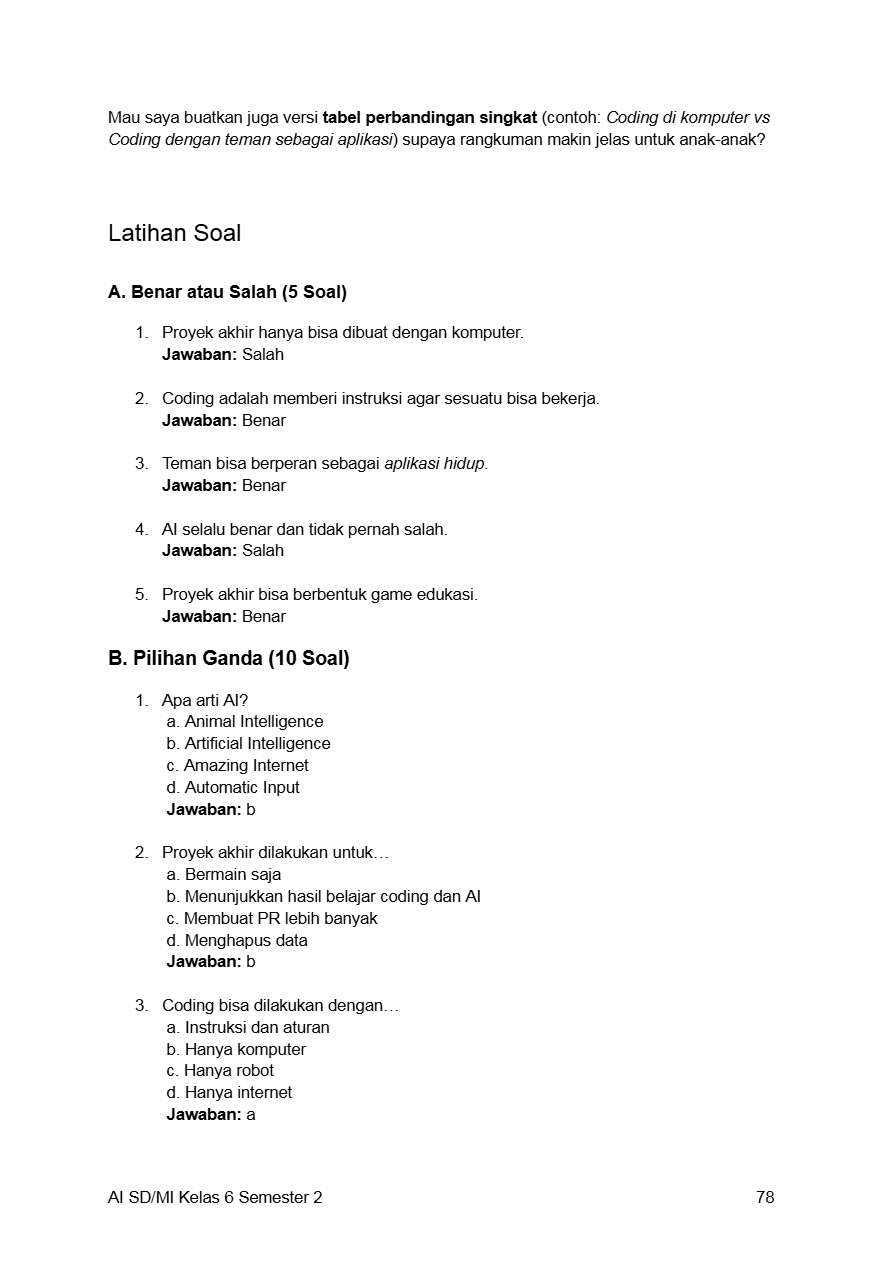 Mau saya buatkan juga versi tabel perbandingan singkat (contoh: Coding di komputer vs
Coding dengan teman sebagai aplikasi) supaya rangkuman makin jelas untuk anak-anak?
Latihan Soal
A. Benar atau Salah (5 Soal)
1. Proyek akhir hanya bisa dibuat dengan komputer.
Jawaban: Salah
2. Coding adalah memberi instruksi agar sesuatu bisa bekerja.
Jawaban: Benar
3. Teman bisa berperan sebagai aplikasi hidup.
Jawaban: Benar
4. AI selalu benar dan tidak pernah salah.
Jawaban: Salah
5. Proyek akhir bisa berbentuk game edukasi.
Jawaban: Benar
B. Pilihan Ganda (10 Soal)
1. Apa arti AI?
a. Animal Intelligence
b. Artificial Intelligence
c. Amazing Internet
d. Automatic Input
Jawaban: b
2. Proyek akhir dilakukan untuk…
a. Bermain saja
b. Menunjukkan hasil belajar coding dan AI
c. Membuat PR lebih banyak
d. Menghapus data
Jawaban: b
3. Coding bisa dilakukan dengan…
a. Instruksi dan aturan
b. Hanya komputer
c. Hanya robot
d. Hanya internet
Jawaban: a
AI SD/MI Kelas 6 Semester 2 78